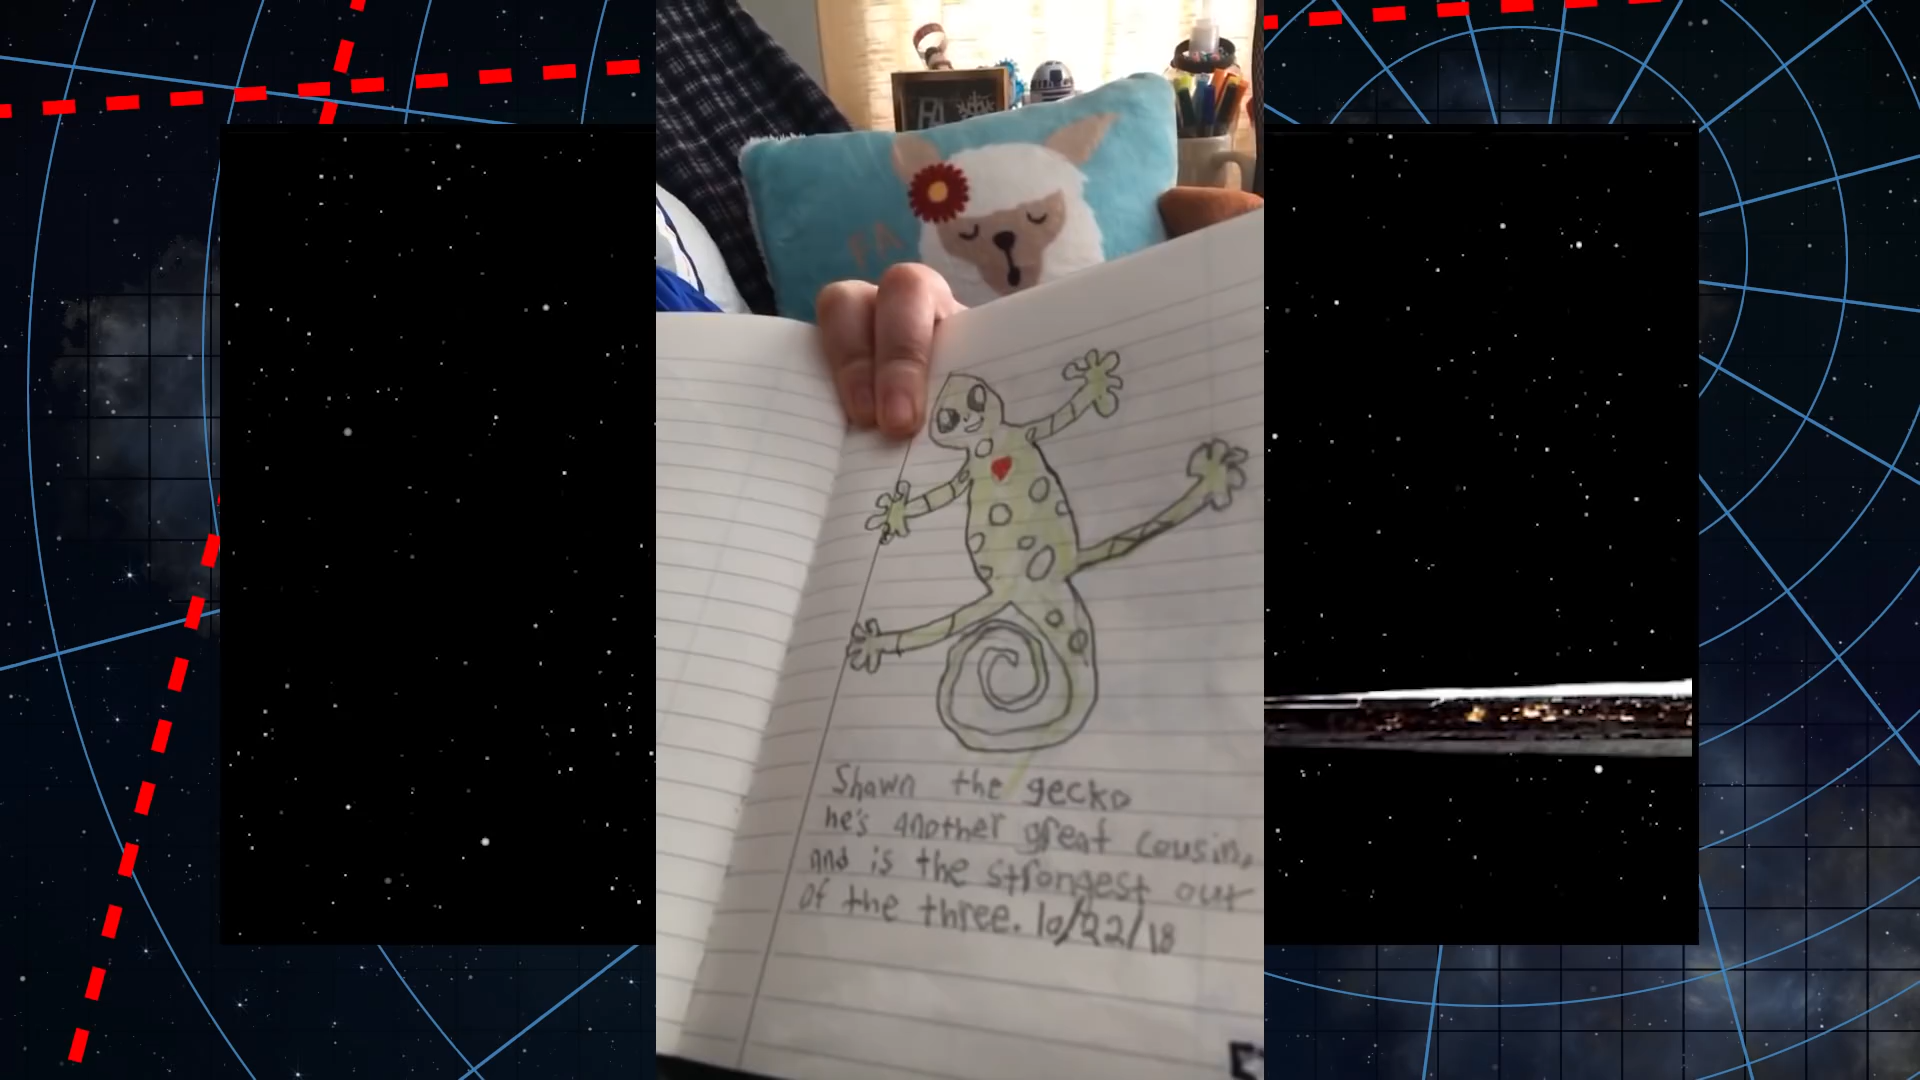 Shawn the gecko
he's another great cousin,
and is the strongest out
of the three. 10/22/18